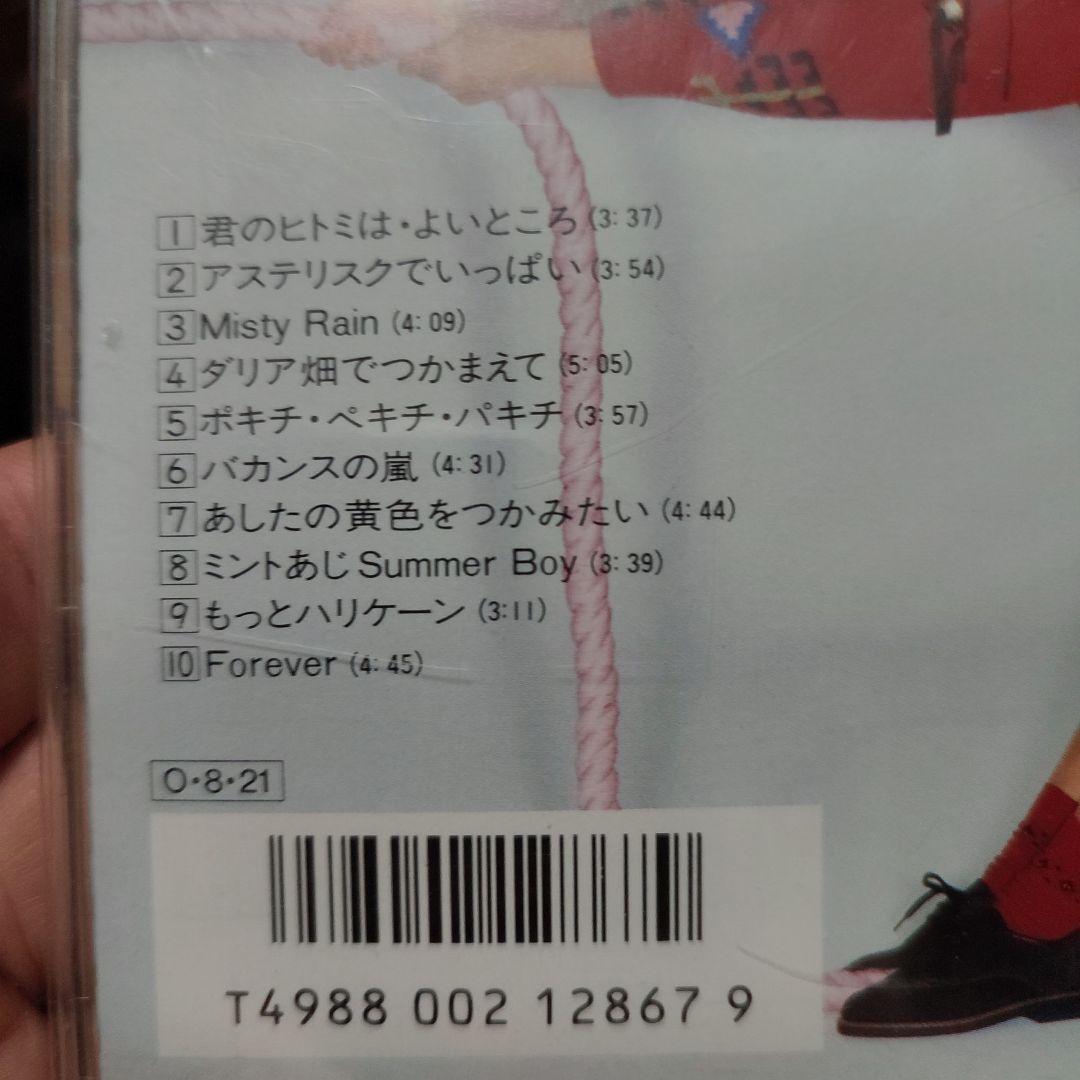 1 君のヒトミは・よいところ (3:37)
2 アステリスクでいっぱい (3:54)
3 Misty Rain (4:09)
4 ダリア畑でつかまえて (5:05)
5 ポキチ・ペキチ・パキチ (3:57)
6 バカンスの嵐 (4:31)
7 あしたの黄色をつかみたい (4:44)
8 ミントあじ Summer Boy (3:39)
9 もっとハリケーン (3:11)
10 Forever (4:45)
O・8・21
T4988 002 12867 9